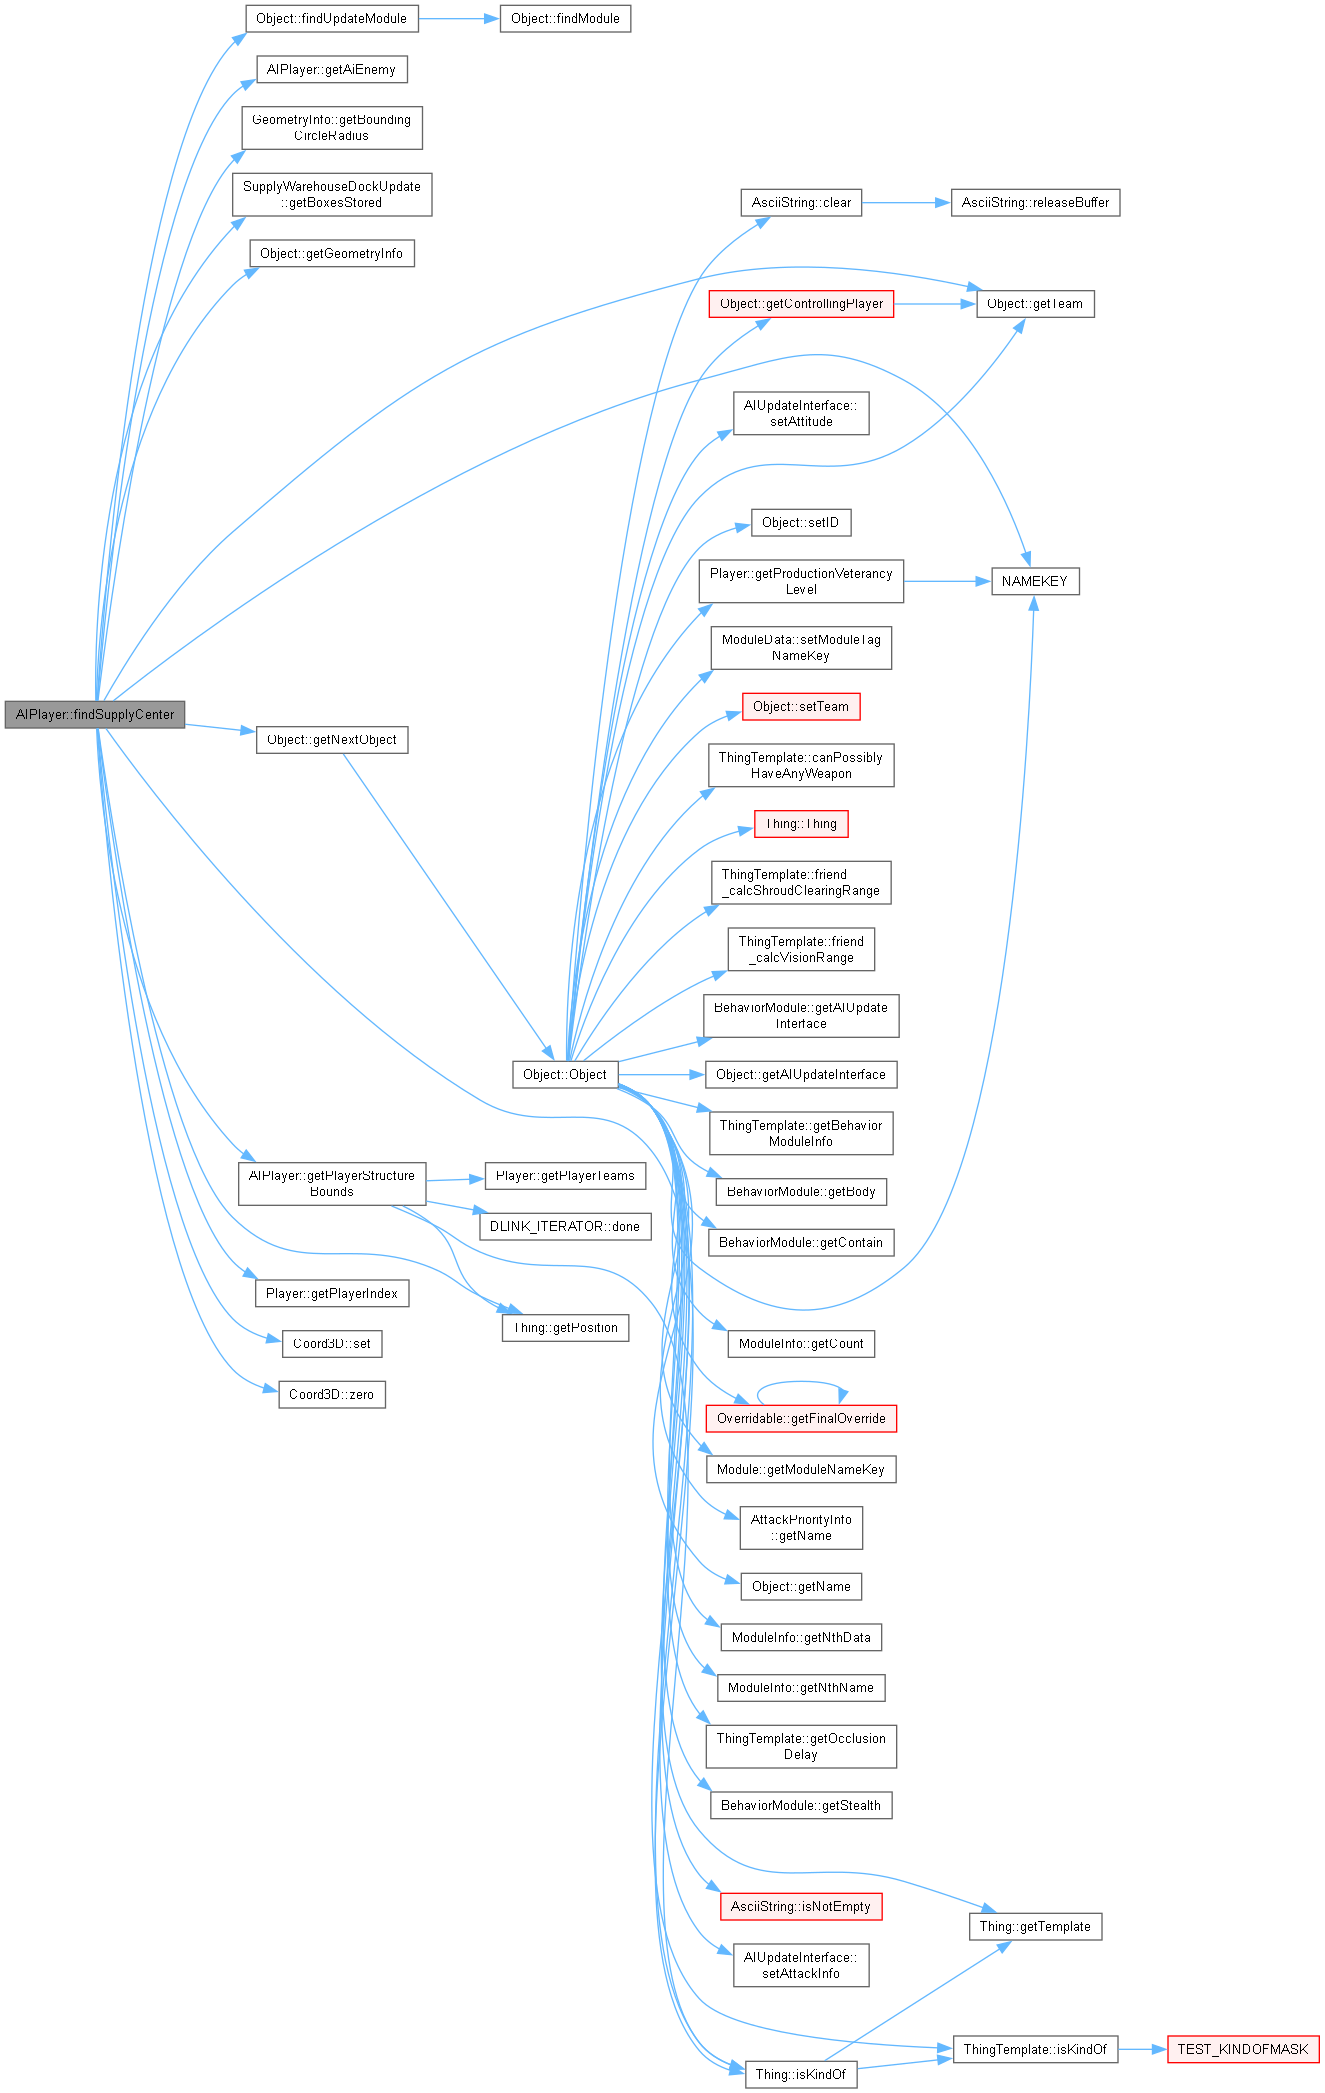 Object::findUpdateModule
Object::findModule
AIPlayer::getAiEnemy
GeometryInfo::getBounding
CircleRadius
SupplyWarehouseDockUpdate
::getBoxesStored
Object::getGeometryInfo
AsciiString::clear
AsciiString::releaseBuffer
Object::getControllingPlayer
Object::getTeam
AIUpdateInterface::
setAttitude
Object::setID
Player::getProductionVeterancy
Level
NAMEKEY
ModuleData::setModuleTag
NameKey
AIPlayer::findSupplyCenter
Object::setTeam
Object::getNextObject
ThingTemplate::canPossibly
HaveAnyWeapon
Thing::Thing
ThingTemplate::friend
_calcShroudClearingRange
ThingTemplate::friend
_calcVisionRange
BehaviorModule::getAIUpdate
Interface
Object::Object
Object::getAIUpdateInterface
ThingTemplate::getBehavior
ModuleInfo
AIPlayer::getPlayerStructure
Bounds
Player::getPlayerTeams
BehaviorModule::getBody
DLINK_ITERATOR::done
BehaviorModule::getContain
Player::getPlayerIndex
Thing::getPosition
Coord3D::set
ModuleInfo::getCount
Coord3D::zero
Overridable::getFinalOverride
Module::getModuleNameKey
AttackPriorityInfo
::getName
Object::getName
ModuleInfo::getNthData
ModuleInfo::getNthName
ThingTemplate::getOcclusion
Delay
BehaviorModule::getStealth
AsciiString::isNotEmpty
Thing::getTemplate
AIUpdateInterface::
setAttackInfo
ThingTemplate::isKindOf
TEST_KINDOFMASK
Thing::isKindOf